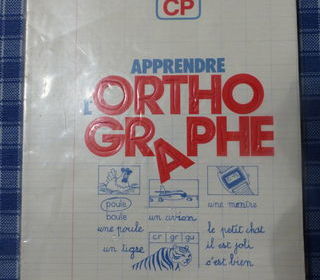 CP
APPRENDRE
L'ORTHO
GRAPHE
poule
boule
une poule
un tigre
un avion
cr gr gu
une montre
le petit chat
il est joli
c'est bien